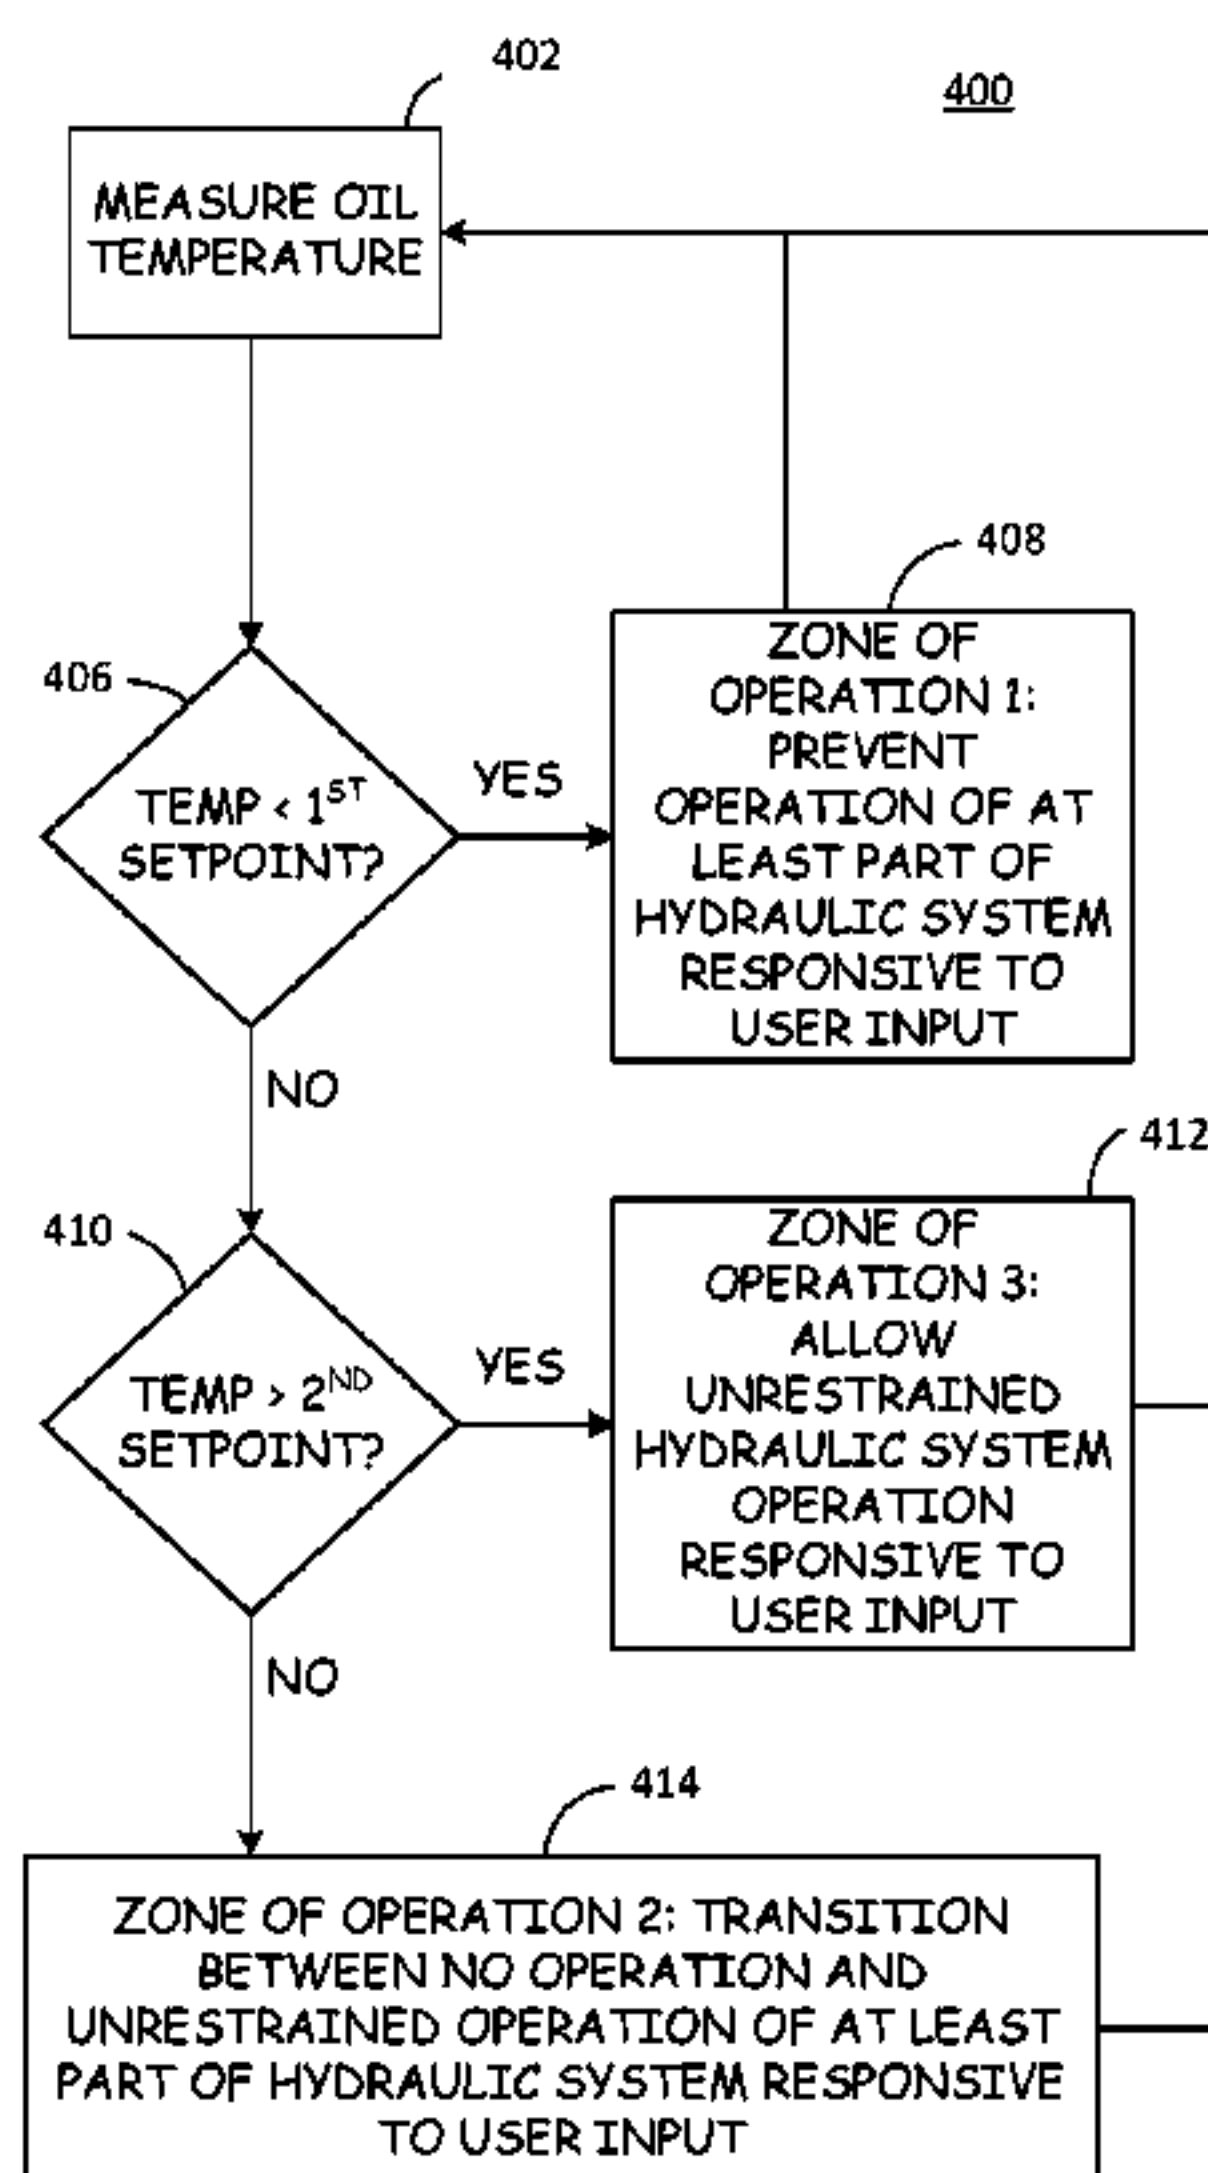 402
400
MEASURE OIL
TEMPERATURE
408
406
TEMP < 1ST
SETPOINT?
YES
ZONE OF
OPERATION 1:
PREVENT
OPERATION OF AT
LEAST PART OF
HYDRAULIC SYSTEM
RESPONSIVE TO
USER INPUT
NO
412
410
TEMP > 2ND
SETPOINT?
YES
ZONE OF
OPERATION 3:
ALLOW
UNRESTRAINED
HYDRAULIC SYSTEM
OPERATION
RESPONSIVE TO
USER INPUT
NO
414
ZONE OF OPERATION 2: TRANSITION
BETWEEN NO OPERATION AND
UNRESTRAINED OPERATION OF AT LEAST
PART OF HYDRAULIC SYSTEM RESPONSIVE
TO USER INPUT